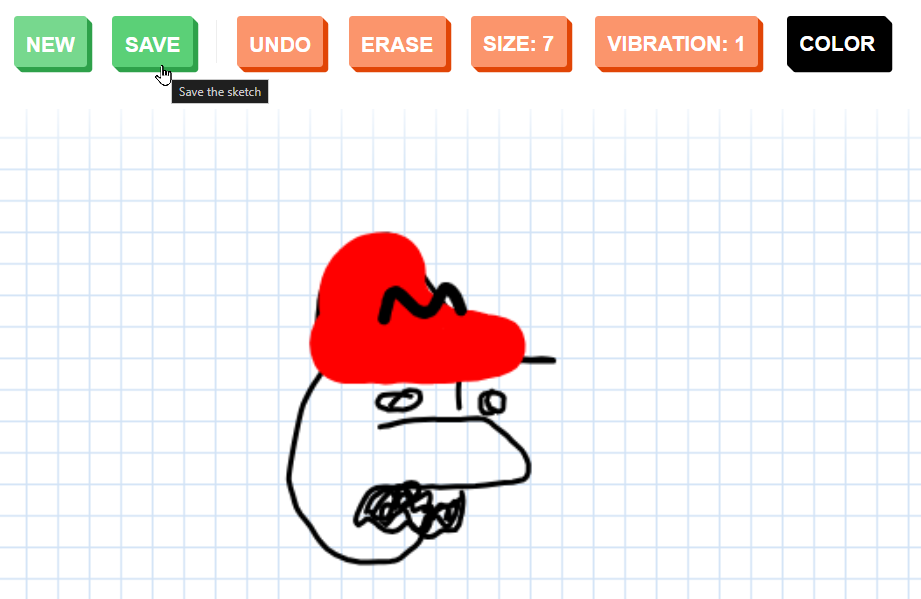 NEW SAVE UNDO ERASE SIZE: 7 VIBRATION: 1 COLOR
Save the sketch
M